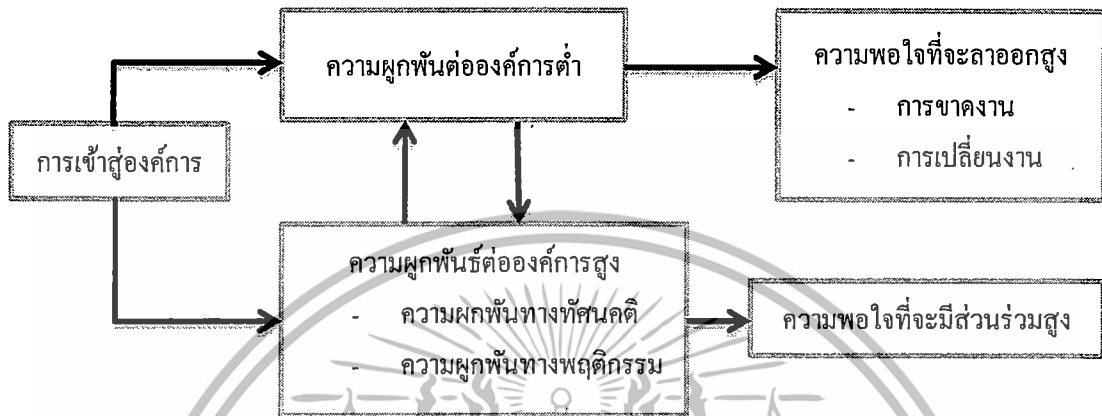 ความผูกพันต่อองค์การต่ำ
ความพอใจที่จะลาออกสูง
- การขาดงาน
- การเปลี่ยนงาน
การเข้าสู่องค์การ
ความผูกพันธ์ต่อองค์การสูง
- ความผกพันทางทัศนคติ
- ความผูกพันทางพฤติกรรม
ความพอใจที่จะมีส่วนร่วมสูง